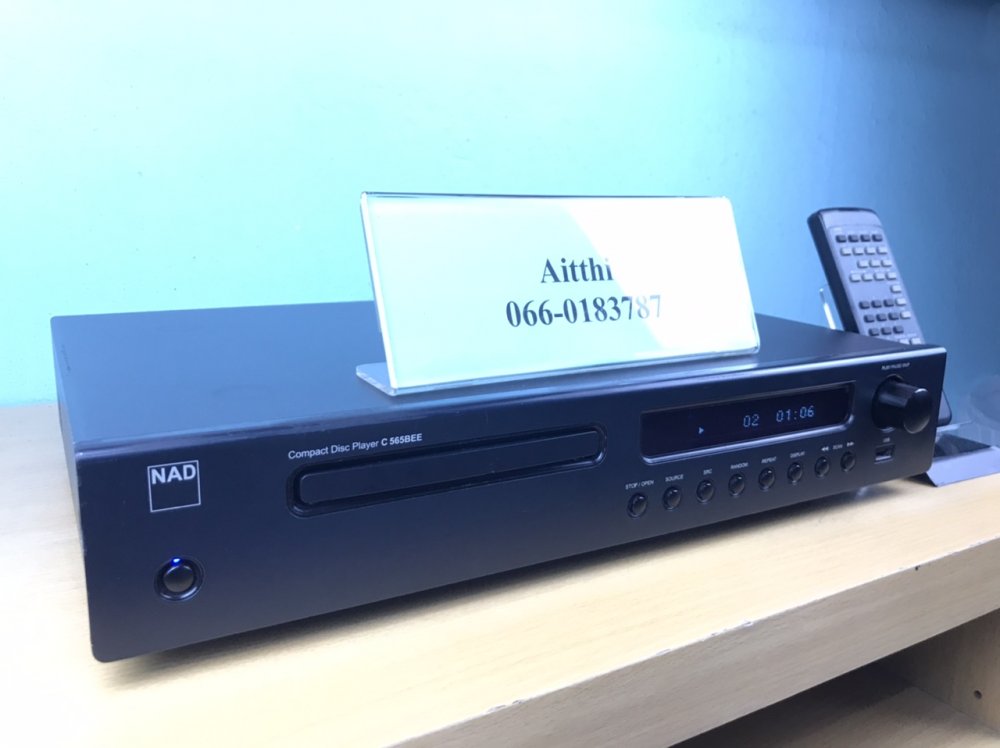 Aitthi
066-0183787
PLAY/PAUSE SKIP
Compact Disc Player C 565BEE
02 01:06
NAD
STOP / OPEN SOURCE SRC RANDOM REPEAT DISPLAY SCAN USB